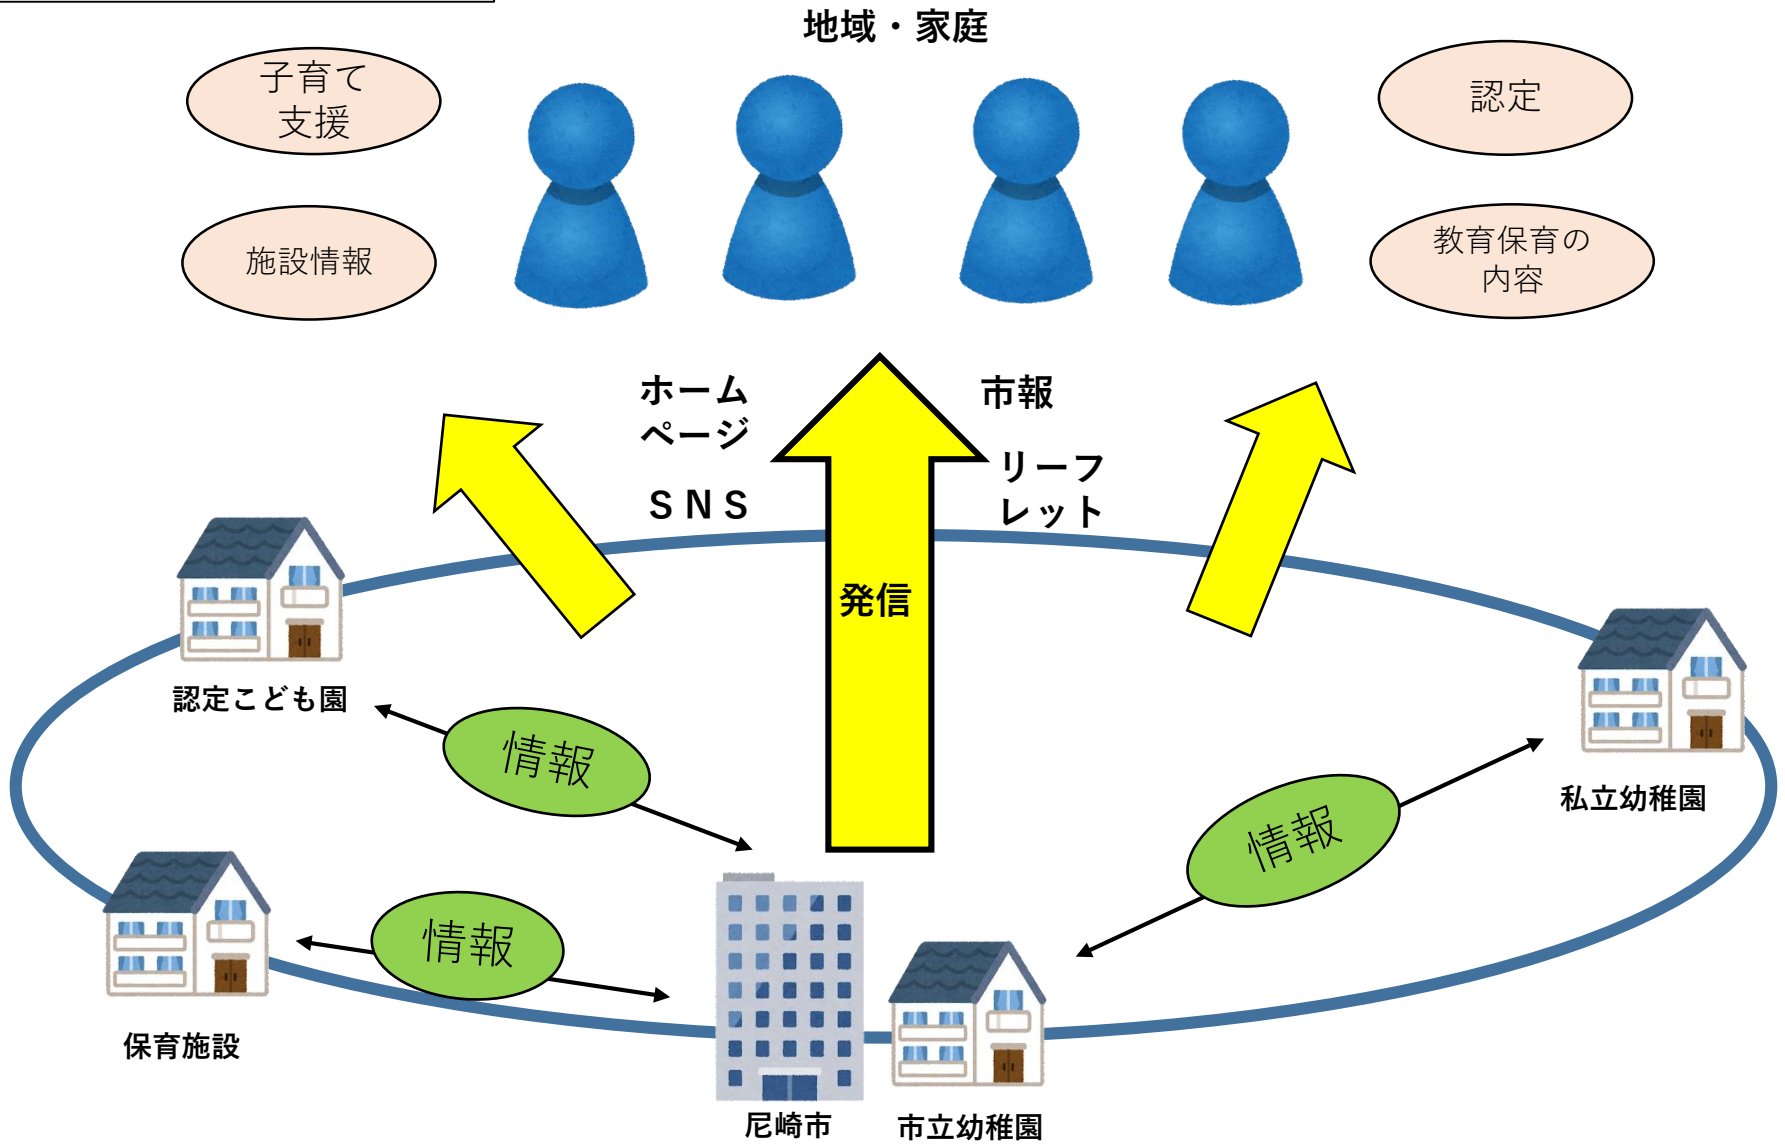 地域・家庭
子育て
支援
認定
施設情報
教育保育の
内容
ホーム
ページ
市報
リーフ
レット
ＳＮＳ
発信
認定こども園
情報
私立幼稚園
情報
情報
保育施設
尼崎市
市立幼稚園